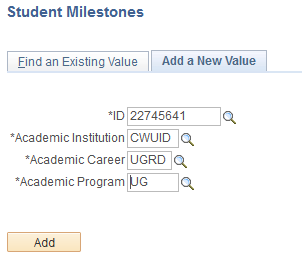 Student Milestones
Find an Existing Value
Add a New Value
*ID 22745641
*Academic Institution CWUID
*Academic Career UGRD
*Academic Program UG
Add